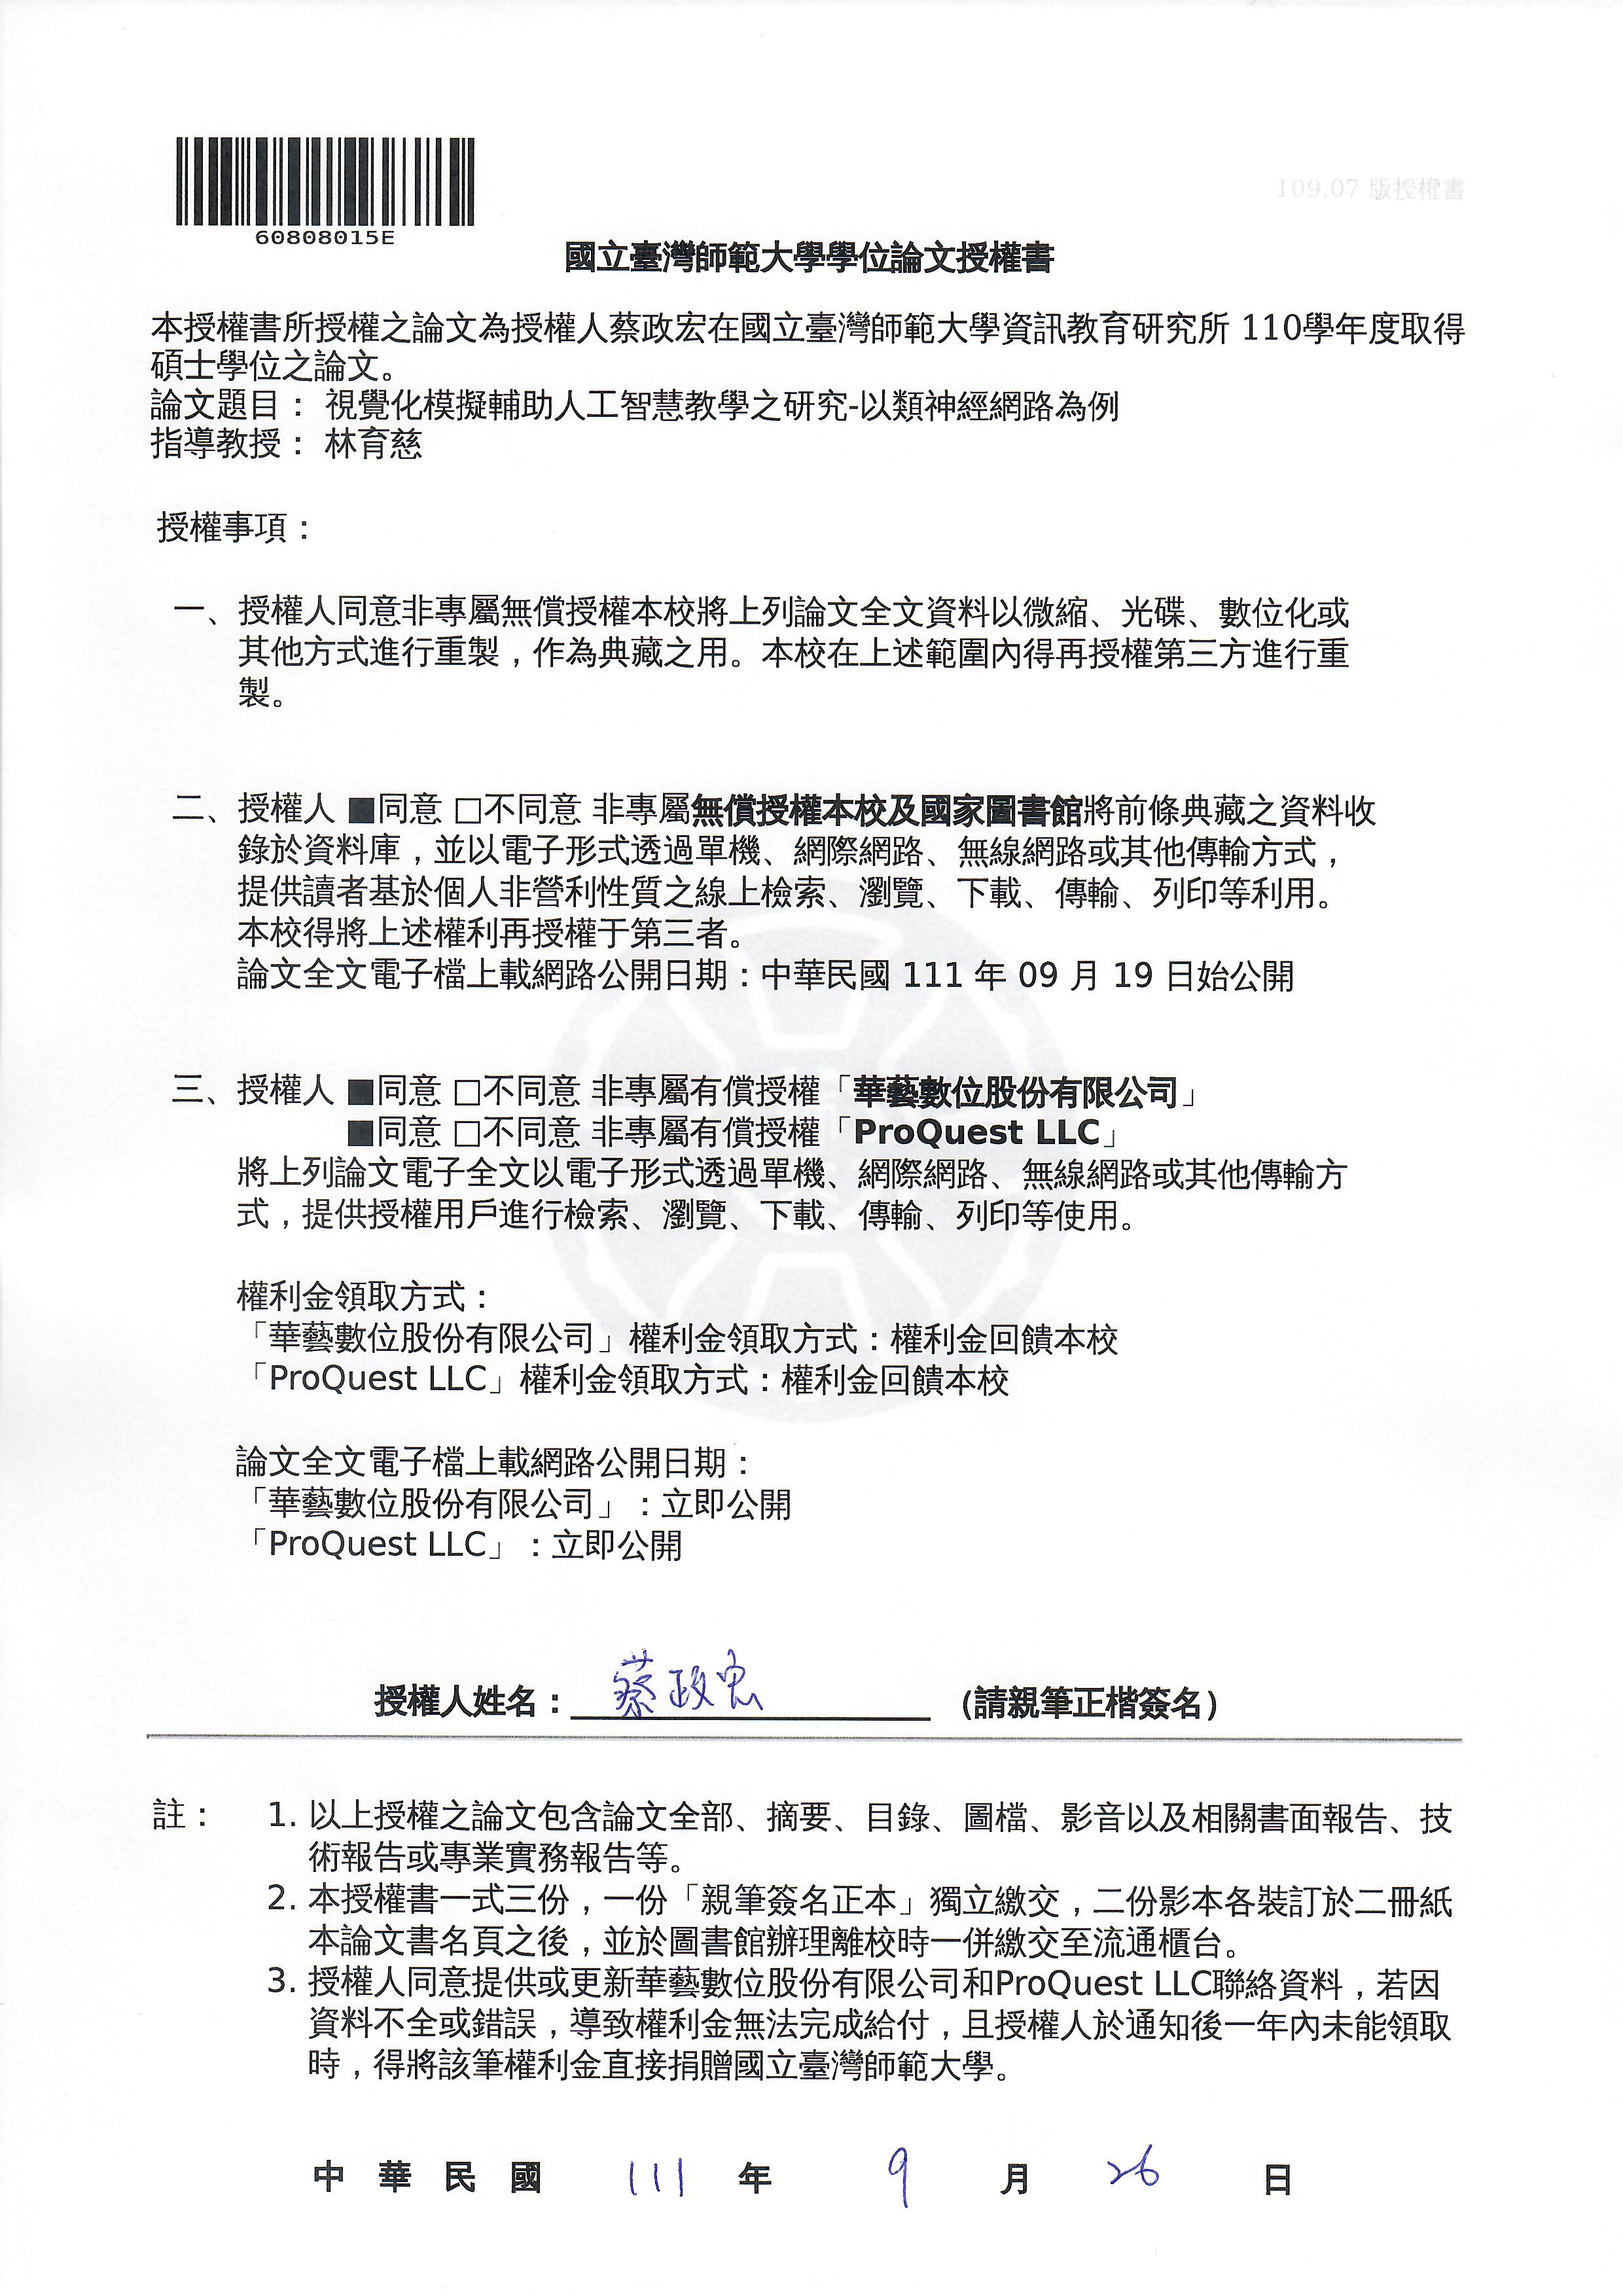 60808015E
109.07 版授權書
國立臺灣師範大學學位論文授權書
本授權書所授權之論文為授權人蔡政宏在國立臺灣師範大學資訊教育研究所 110學年度取得
碩士學位之論文。
論文題目： 視覺化模擬輔助人工智慧教學之研究-以類神經網路為例
指導教授： 林育慈
授權事項：
一、授權人同意非專屬無償授權本校將上列論文全文資料以微縮、光碟、數位化或
其他方式進行重製，作為典藏之用。本校在上述範圍內得再授權第三方進行重
製。
二、授權人 ■同意 □不同意 非專屬無償授權本校及國家圖書館將前條典藏之資料收
錄於資料庫，並以電子形式透過單機、網際網路、無線網路或其他傳輸方式，
提供讀者基於個人非營利性質之線上檢索、瀏覽、下載、傳輸、列印等利用。
本校得將上述權利再授權于第三者。
論文全文電子檔上載網路公開日期：中華民國 111 年 09 月 19 日始公開
三、授權人 ■同意 □不同意 非專屬有償授權「華藝數位股份有限公司」
■同意 □不同意 非專屬有償授權「ProQuest LLC」
將上列論文電子全文以電子形式透過單機、網際網路、無線網路或其他傳輸方
式，提供授權用戶進行檢索、瀏覽、下載、傳輸、列印等使用。
權利金領取方式：
「華藝數位股份有限公司」權利金領取方式：權利金回饋本校
「ProQuest LLC」權利金領取方式：權利金回饋本校
論文全文電子檔上載網路公開日期：
「華藝數位股份有限公司」：立即公開
「ProQuest LLC」：立即公開
授權人姓名：蔡政宏 （請親筆正楷簽名）
註： 1. 以上授權之論文包含論文全部、摘要、目錄、圖檔、影音以及相關書面報告、技
術報告或專業實務報告等。
2. 本授權書一式三份，一份「親筆簽名正本」獨立繳交，二份影本各裝訂於二冊紙
本論文書名頁之後，並於圖書館辦理離校時一併繳交至流通櫃台。
3. 授權人同意提供或更新華藝數位股份有限公司和ProQuest LLC聯絡資料，若因
資料不全或錯誤，導致權利金無法完成給付，且授權人於通知後一年內未能領取
時，得將該筆權利金直接捐贈國立臺灣師範大學。
中 華 民 國 111 年 9 月 26 日